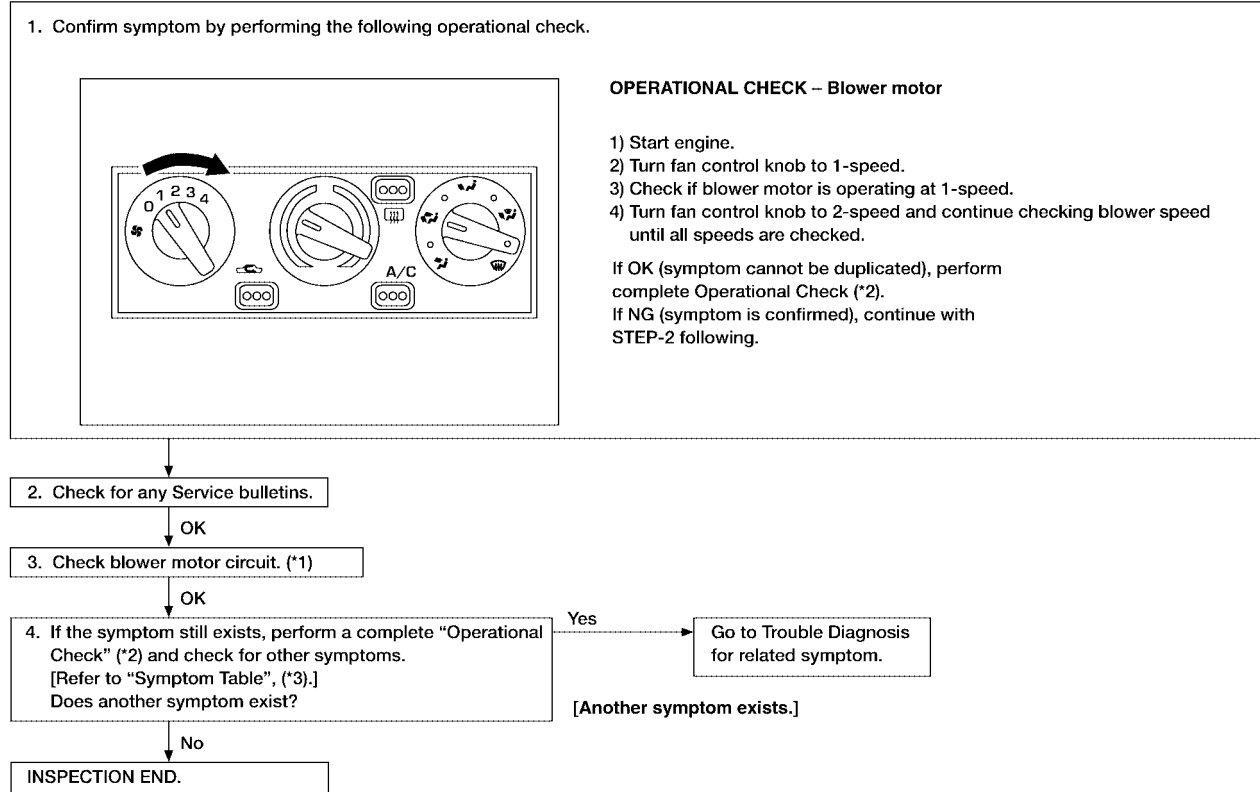 1. Confirm symptom by performing the following operational check.
0 1 2 3 4
A/C
OPERATIONAL CHECK – Blower motor
1) Start engine.
2) Turn fan control knob to 1-speed.
3) Check if blower motor is operating at 1-speed.
4) Turn fan control knob to 2-speed and continue checking blower speed
until all speeds are checked.
If OK (symptom cannot be duplicated), perform
complete Operational Check (*2).
If NG (symptom is confirmed), continue with
STEP-2 following.
2. Check for any Service bulletins.
OK
3. Check blower motor circuit. (*1)
OK
4. If the symptom still exists, perform a complete “Operational
Check” (*2) and check for other symptoms.
[Refer to “Symptom Table”, (*3).]
Does another symptom exist?
Yes
Go to Trouble Diagnosis
for related symptom.
[Another symptom exists.]
No
INSPECTION END.